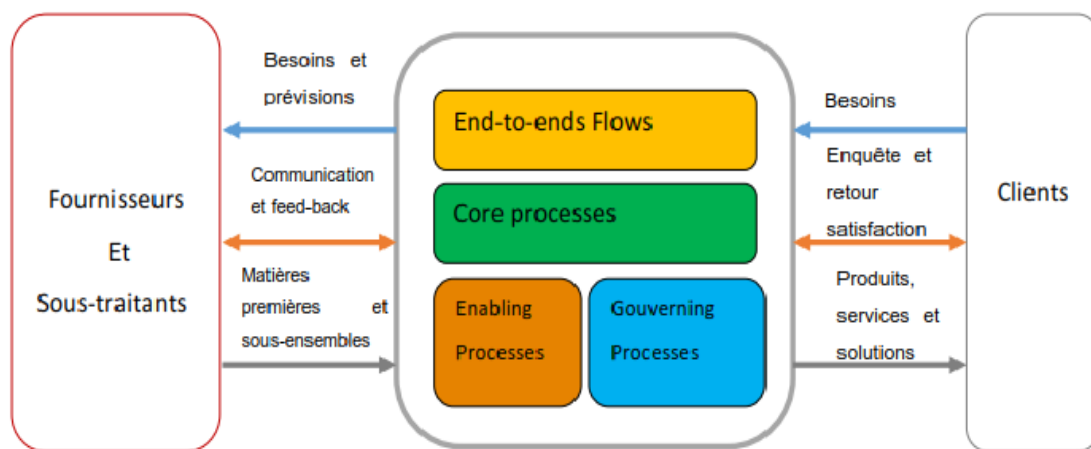 Fournisseurs
Et
Sous-traitants
Besoins et
prévisions
Communication
et feed-back
Matières
premières et
sous-ensembles
End-to-ends Flows
Core processes
Enabling
Processes
Gouverning
Processes
Besoins
Enquête et
retour
satisfaction
Produits,
services et
solutions
Clients